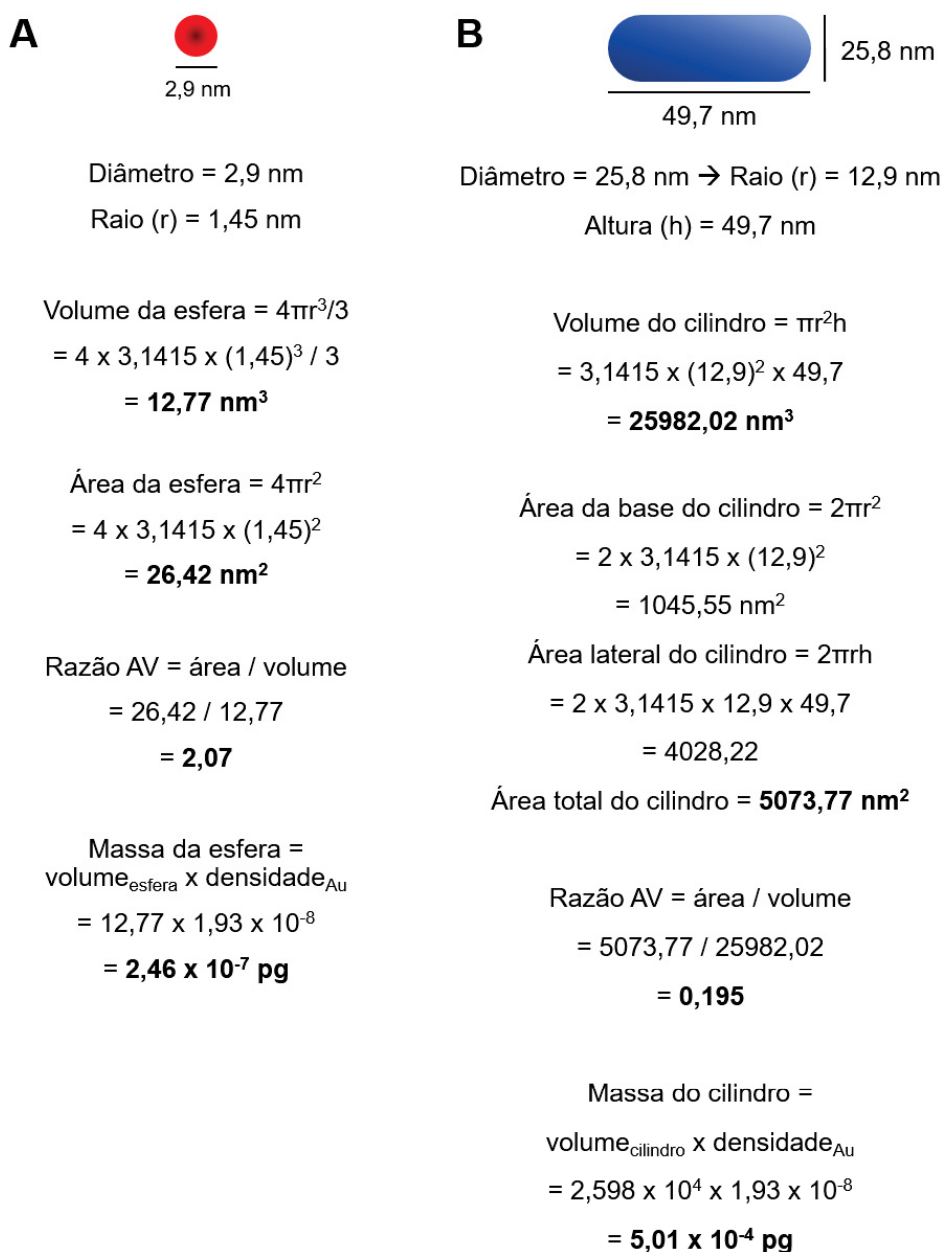 A
2,9 nm
Diâmetro = 2,9 nm
Raio (r) = 1,45 nm
Volume da esfera = 4πr³/3
= 4 x 3,1415 x (1,45)³ / 3
= 12,77 nm³
Área da esfera = 4πr²
= 4 x 3,1415 x (1,45)²
= 26,42 nm²
Razão AV = área / volume
= 26,42 / 12,77
= 2,07
Massa da esfera =
volume_esfera x densidade_Au
= 12,77 x 1,93 x 10⁻⁸
= 2,46 x 10⁻⁷ pg
B
25,8 nm
49,7 nm
Diâmetro = 25,8 nm → Raio (r) = 12,9 nm
Altura (h) = 49,7 nm
Volume do cilindro = πr²h
= 3,1415 x (12,9)² x 49,7
= 25982,02 nm³
Área da base do cilindro = 2πr²
= 2 x 3,1415 x (12,9)²
= 1045,55 nm²
Área lateral do cilindro = 2πrh
= 2 x 3,1415 x 12,9 x 49,7
= 4028,22
Área total do cilindro = 5073,77 nm²
Razão AV = área / volume
= 5073,77 / 25982,02
= 0,195
Massa do cilindro =
volume_cilindro x densidade_Au
= 2,598 x 10⁴ x 1,93 x 10⁻⁸
= 5,01 x 10⁻⁴ pg